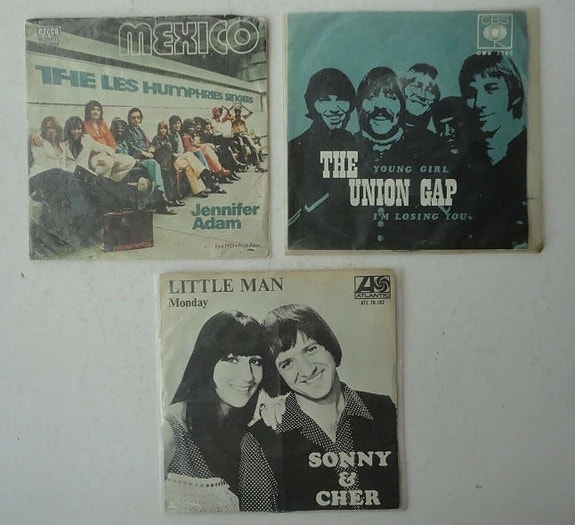 DECCA
MEXICO
THE LES HUMPHRIES SINGERS
Jennifer
Adam
CBS
THE
UNION GAP
YOUNG GIRL
I'M LOSING YOU
LITTLE MAN
Monday
ATLANTIC
SONNY
&
CHER